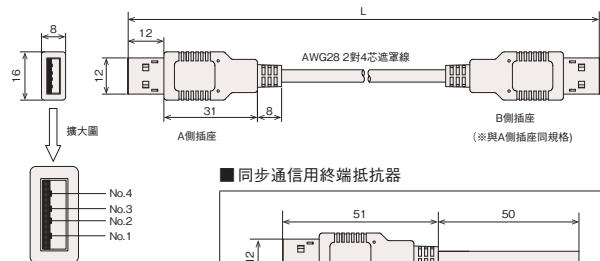 L
8
12
16
12
AWG28 2對4芯遮罩線
31
8
擴大圖
A側插座
B側插座
(※與A側插座同規格)
No.4
No.3
No.2
No.1
■ 同步通信用終端抵抗器
51
50
12